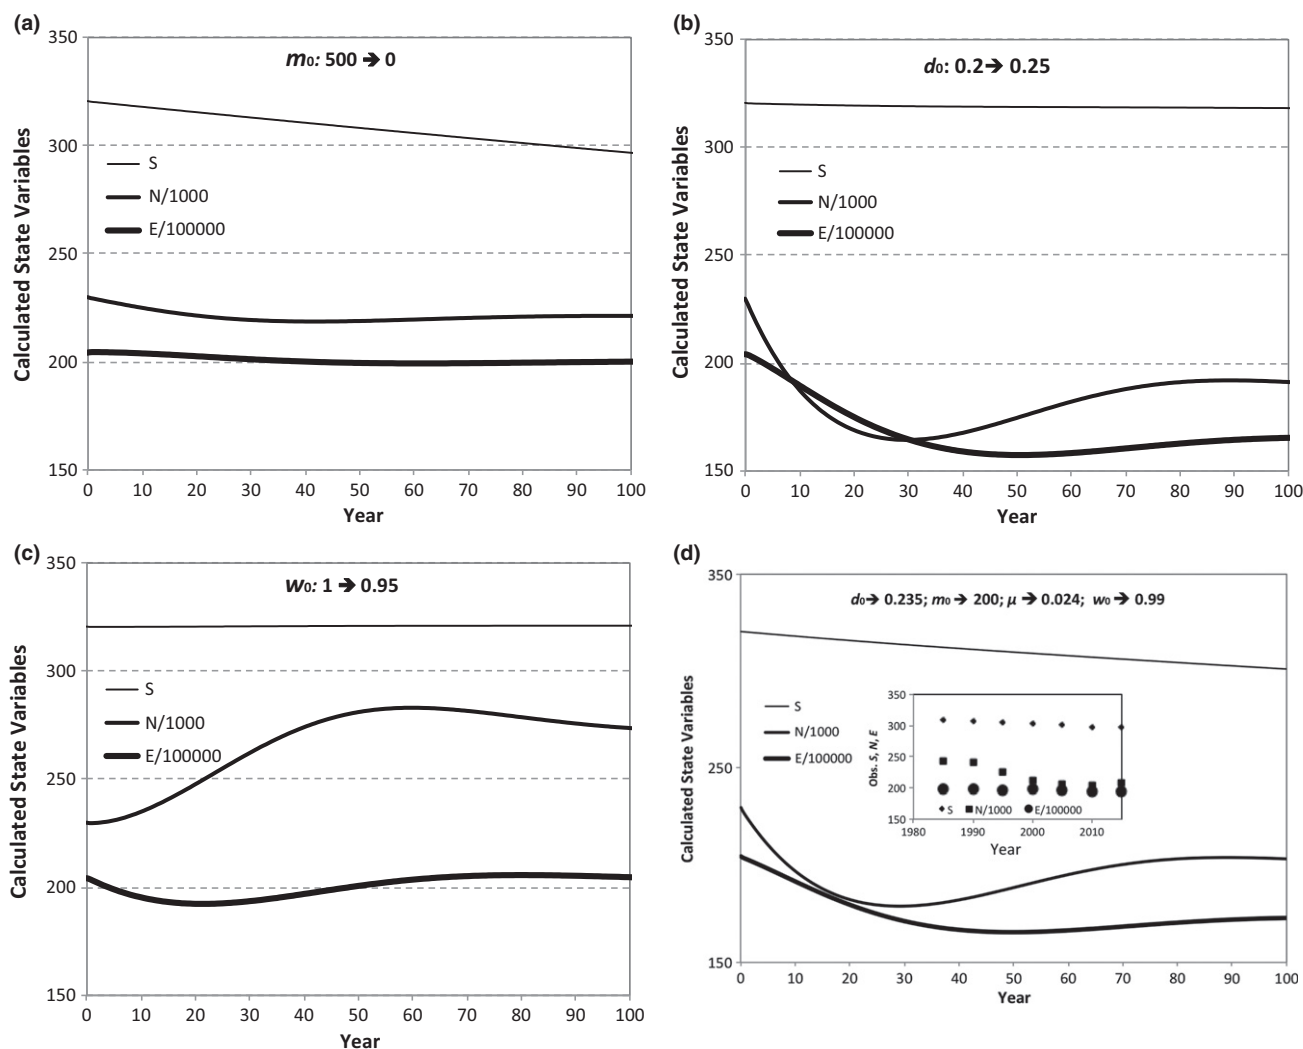 (a)
350
300
250
200
150
Calculated State Variables
m₀: 500 ➔ 0
S
N/1000
E/100000
0 10 20 30 40 50 60 70 80 90 100
Year
(b)
350
300
250
200
150
Calculated State Variables
d₀: 0.2➔ 0.25
S
N/1000
E/100000
0 10 20 30 40 50 60 70 80 90 100
Year
(c)
350
300
250
200
150
Calculated State Variables
w₀: 1 ➔ 0.95
S
N/1000
E/100000
0 10 20 30 40 50 60 70 80 90 100
Year
(d)
350
250
150
Calculated State Variables
d₀➔ 0.235; m₀➔ 200; μ ➔ 0.024; w₀ ➔ 0.99
S
N/1000
E/100000
350
300
250
200
150
Obs. S, N, E
S N/1000 E/100000
1980 1990 2000 2010
Year
0 10 20 30 40 50 60 70 80 90 100
Year